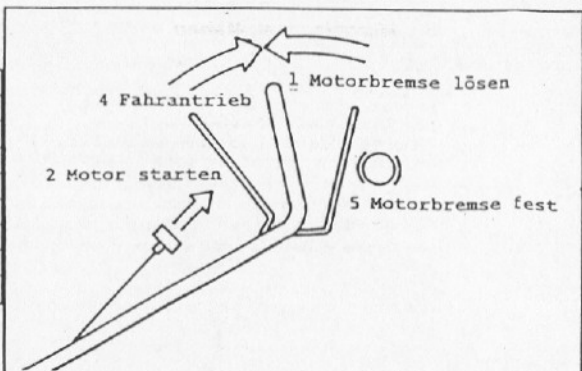 1 Motorbremse lösen
4 Fahrantrieb
2 Motor starten
5 Motorbremse fest